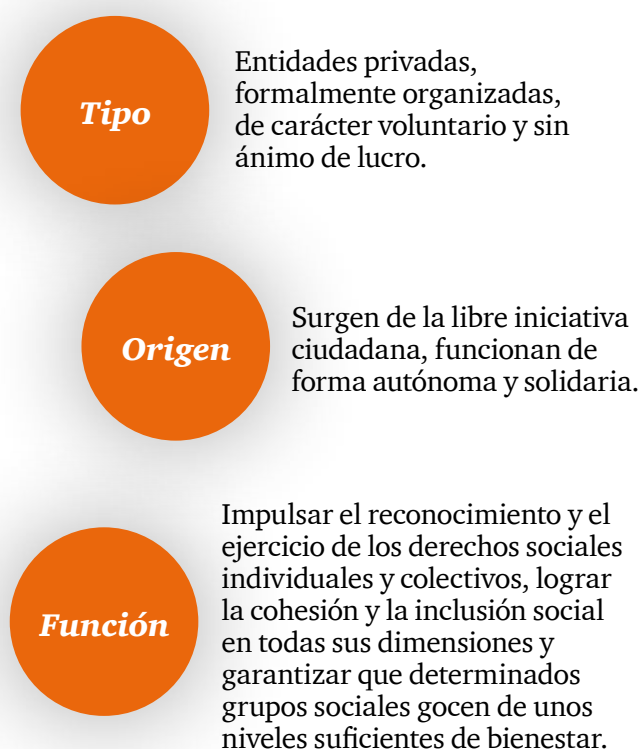 Tipo
Entidades privadas,
formalmente organizadas,
de carácter voluntario y sin
ánimo de lucro.
Origen
Surgen de la libre iniciativa
ciudadana, funcionan de
forma autónoma y solidaria.
Función
Impulsar el reconocimiento y el
ejercicio de los derechos sociales
individuales y colectivos, lograr
la cohesión y la inclusión social
en todas sus dimensiones y
garantizar que determinados
grupos sociales gocen de unos
niveles suficientes de bienestar.